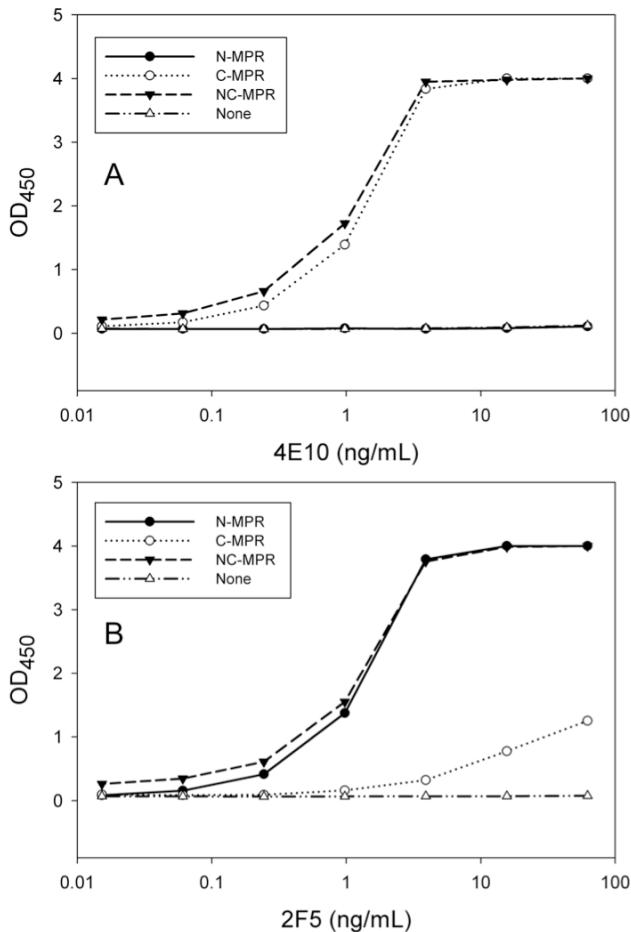 5
N-MPR
C-MPR
NC-MPR
None
4
3
A
OD450
2
1
0
0.01 0.1 1 10 100
4E10 (ng/mL)
5
N-MPR
C-MPR
NC-MPR
None
4
3
B
OD450
2
1
0
0.01 0.1 1 10 100
2F5 (ng/mL)